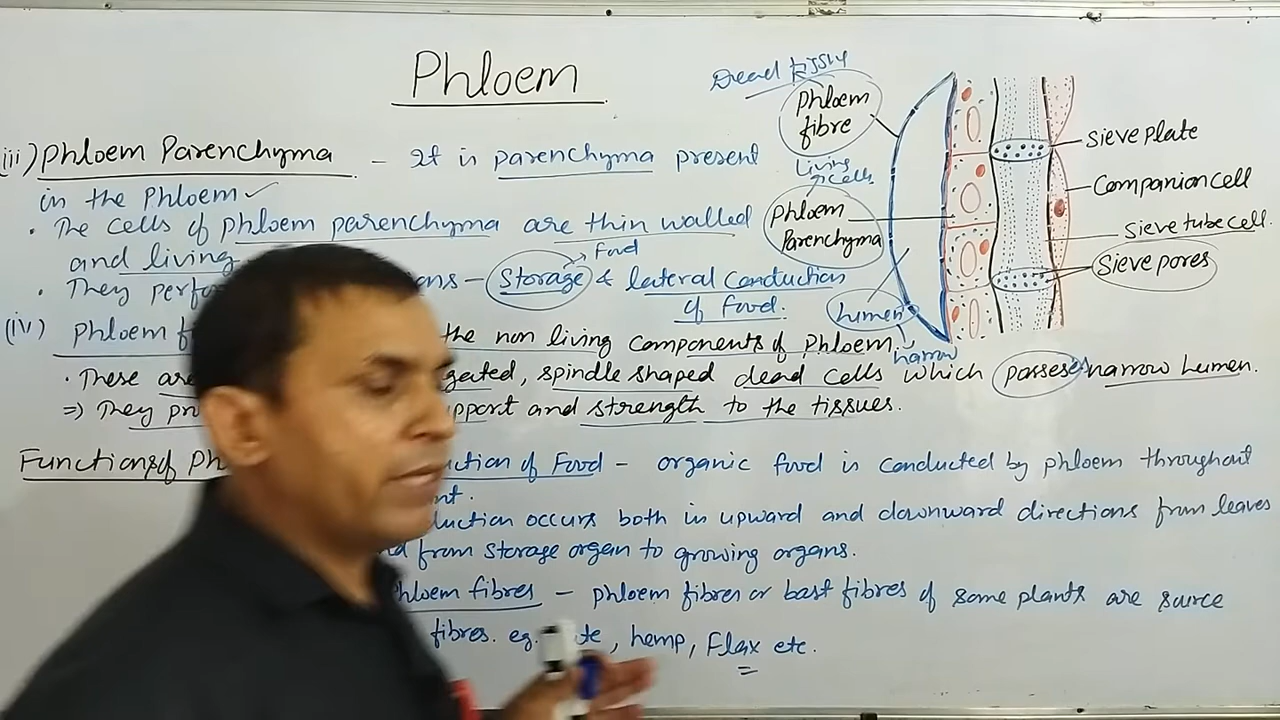 Phloem
(iii) Phloem Parenchyma - It is parenchyma present
in the Phloem ✓
• The cells of phloem parenchyma are thin walled
and living
Food
• They perfo ns - Storage & lateral Conduction
of Food.
(iv) Phloem f the non living components of Phloem.
• These are gated, spindle shaped dead cells which posseses narrow Lumen.
=> They pr pport and strength to the tissues.
Functions of Ph uction of Food - organic food is conducted by phloem throughout
nt.
duction occurs both in upward and downward directions from leaves
d from storage organ to growing organs.
hloem fibres - phloem fibres or bast fibres of some plants are surce
fibres. eg. te, hemp, Flax etc.
Phloem
fibre
Living
cells
Phloem
Parenchyma
Lumen
narrow
Sieve plate
Companion cell
Sieve tube cell.
Sieve pores